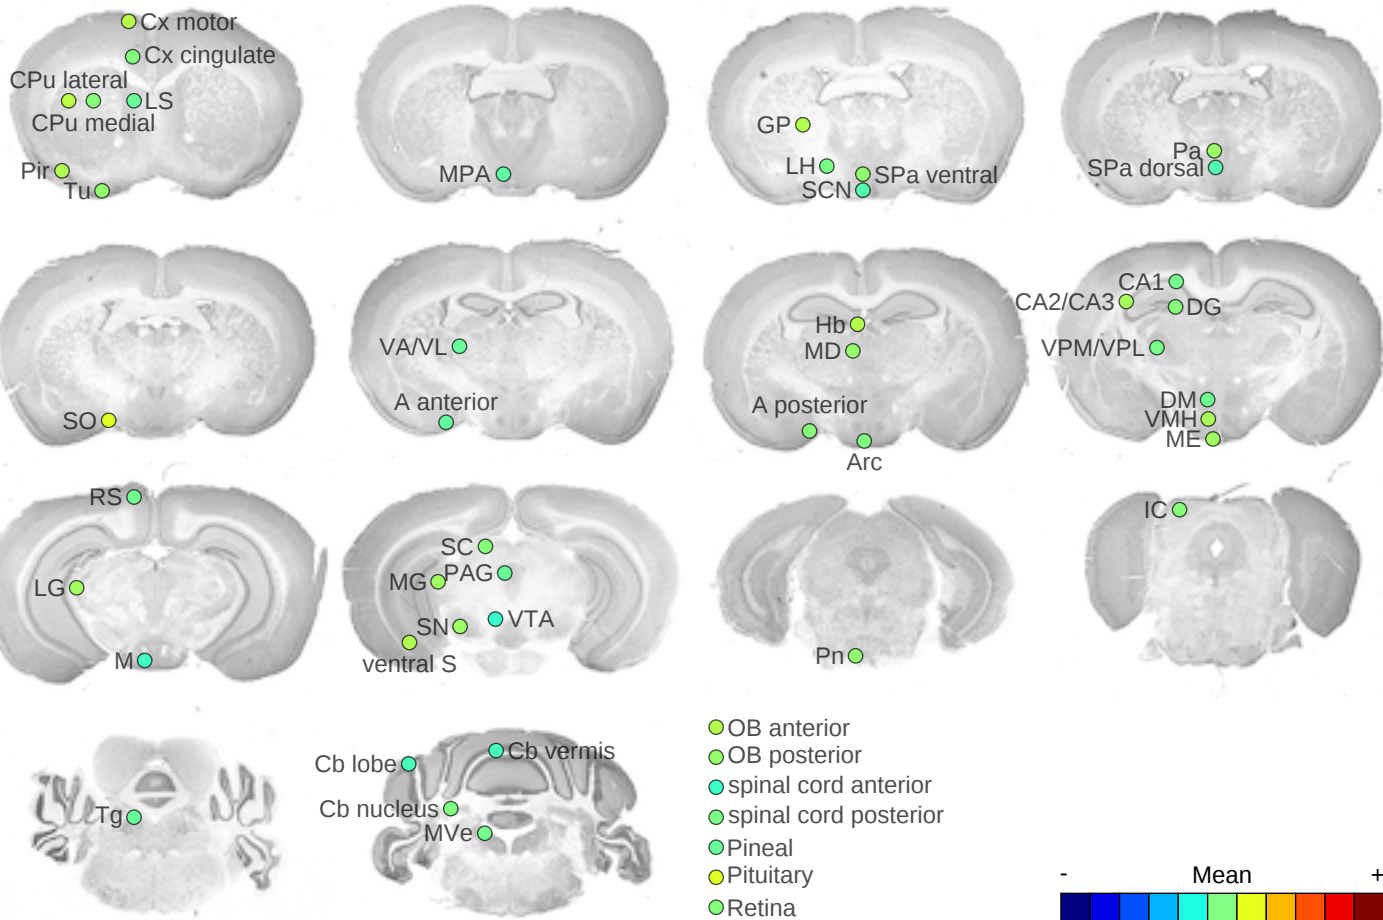 Cx motor
Cx cingulate
CPu lateral
LS
CPu medial
Pir
Tu
MPA
GP
LH
SPa ventral
SCN
Pa
SPa dorsal
SO
VA/VL
A anterior
Hb
MD
A posterior
Arc
CA1
CA2/CA3
DG
VPM/VPL
DM
VMH
ME
RS
LG
M
SC
PAG
MG
VTA
SN
ventral S
Pn
IC
Tg
Cb vermis
Cb lobe
Cb nucleus
MVe
OB anterior
OB posterior
spinal cord anterior
spinal cord posterior
Pineal
Pituitary
Retina
- Mean +